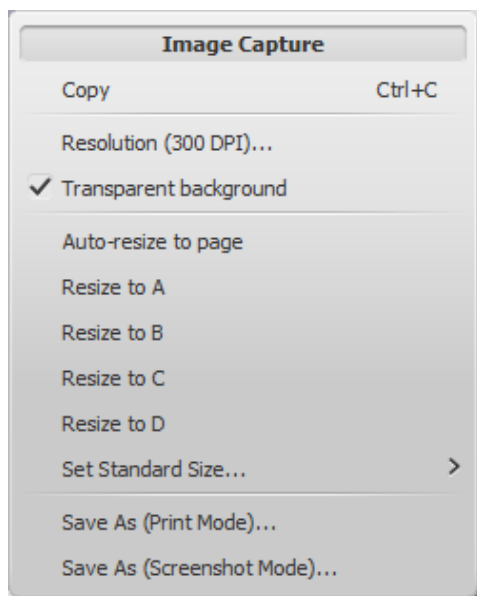 Image Capture
Copy Ctrl+C
Resolution (300 DPI)...
Transparent background
Auto-resize to page
Resize to A
Resize to B
Resize to C
Resize to D
Set Standard Size...
Save As (Print Mode)...
Save As (Screenshot Mode)...